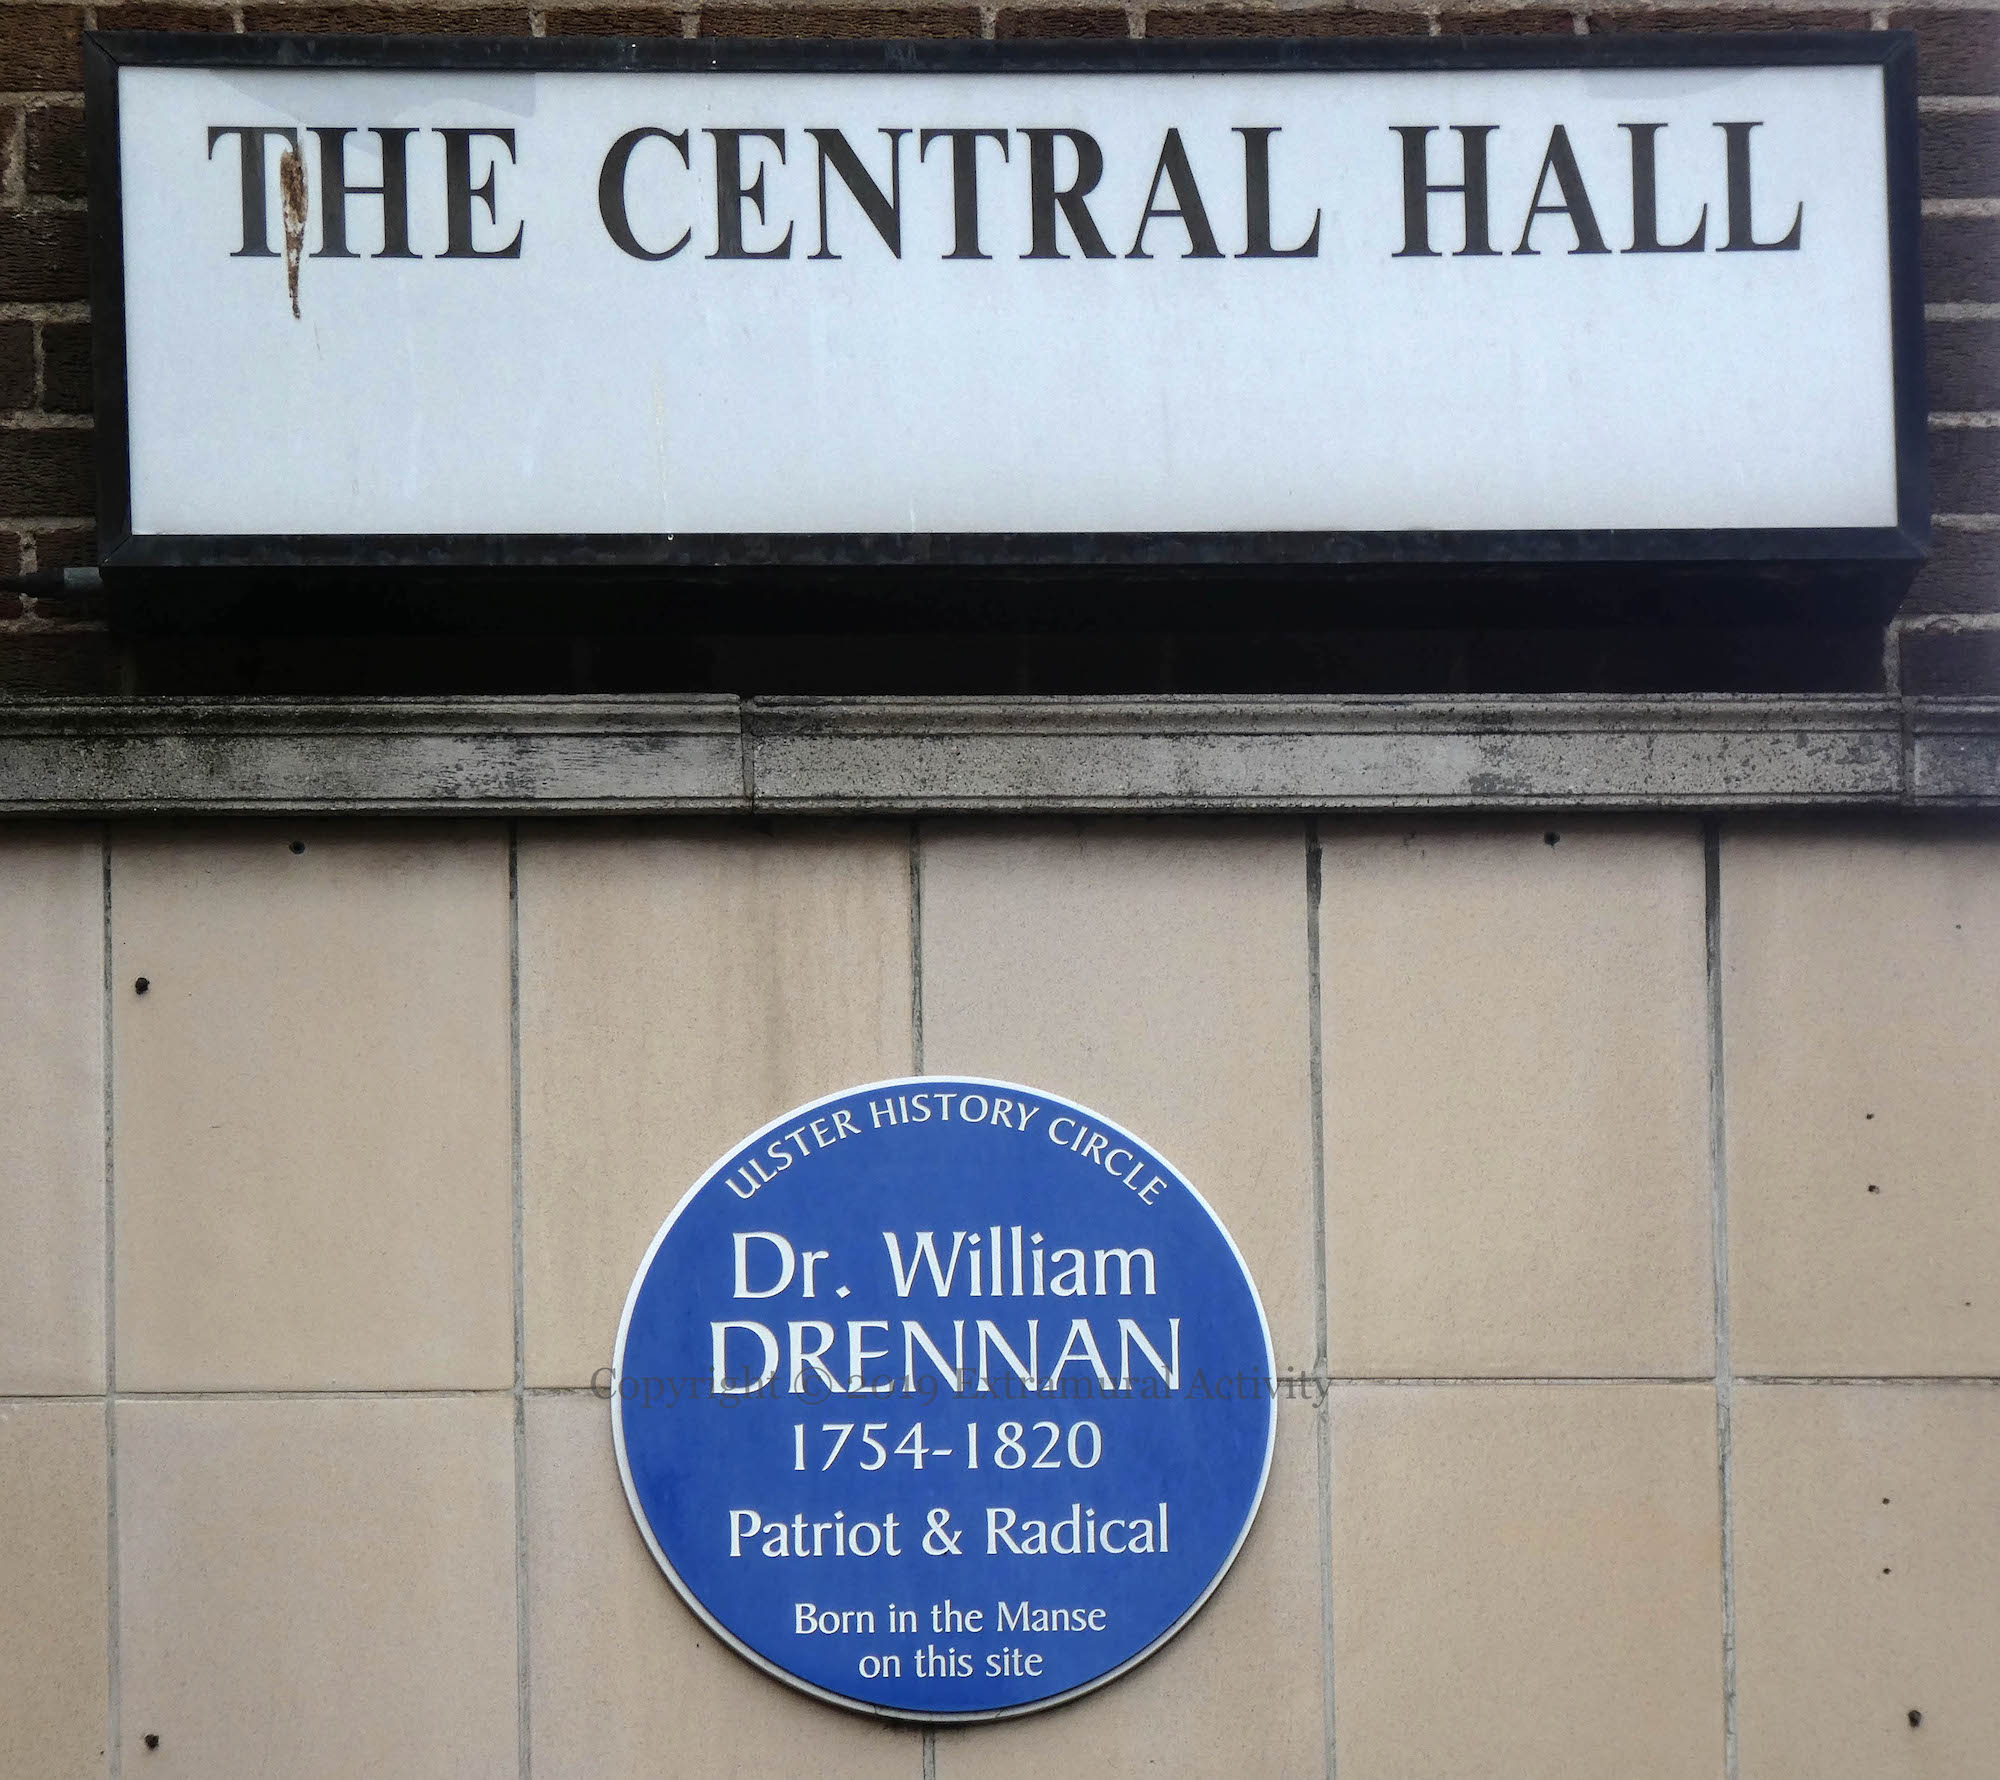 THE CENTRAL HALL
ULSTER HISTORY CIRCLE
Dr. William
DRENNAN
Copyright © 2019 Extramural Activity
1754-1820
Patriot & Radical
Born in the Manse
on this site